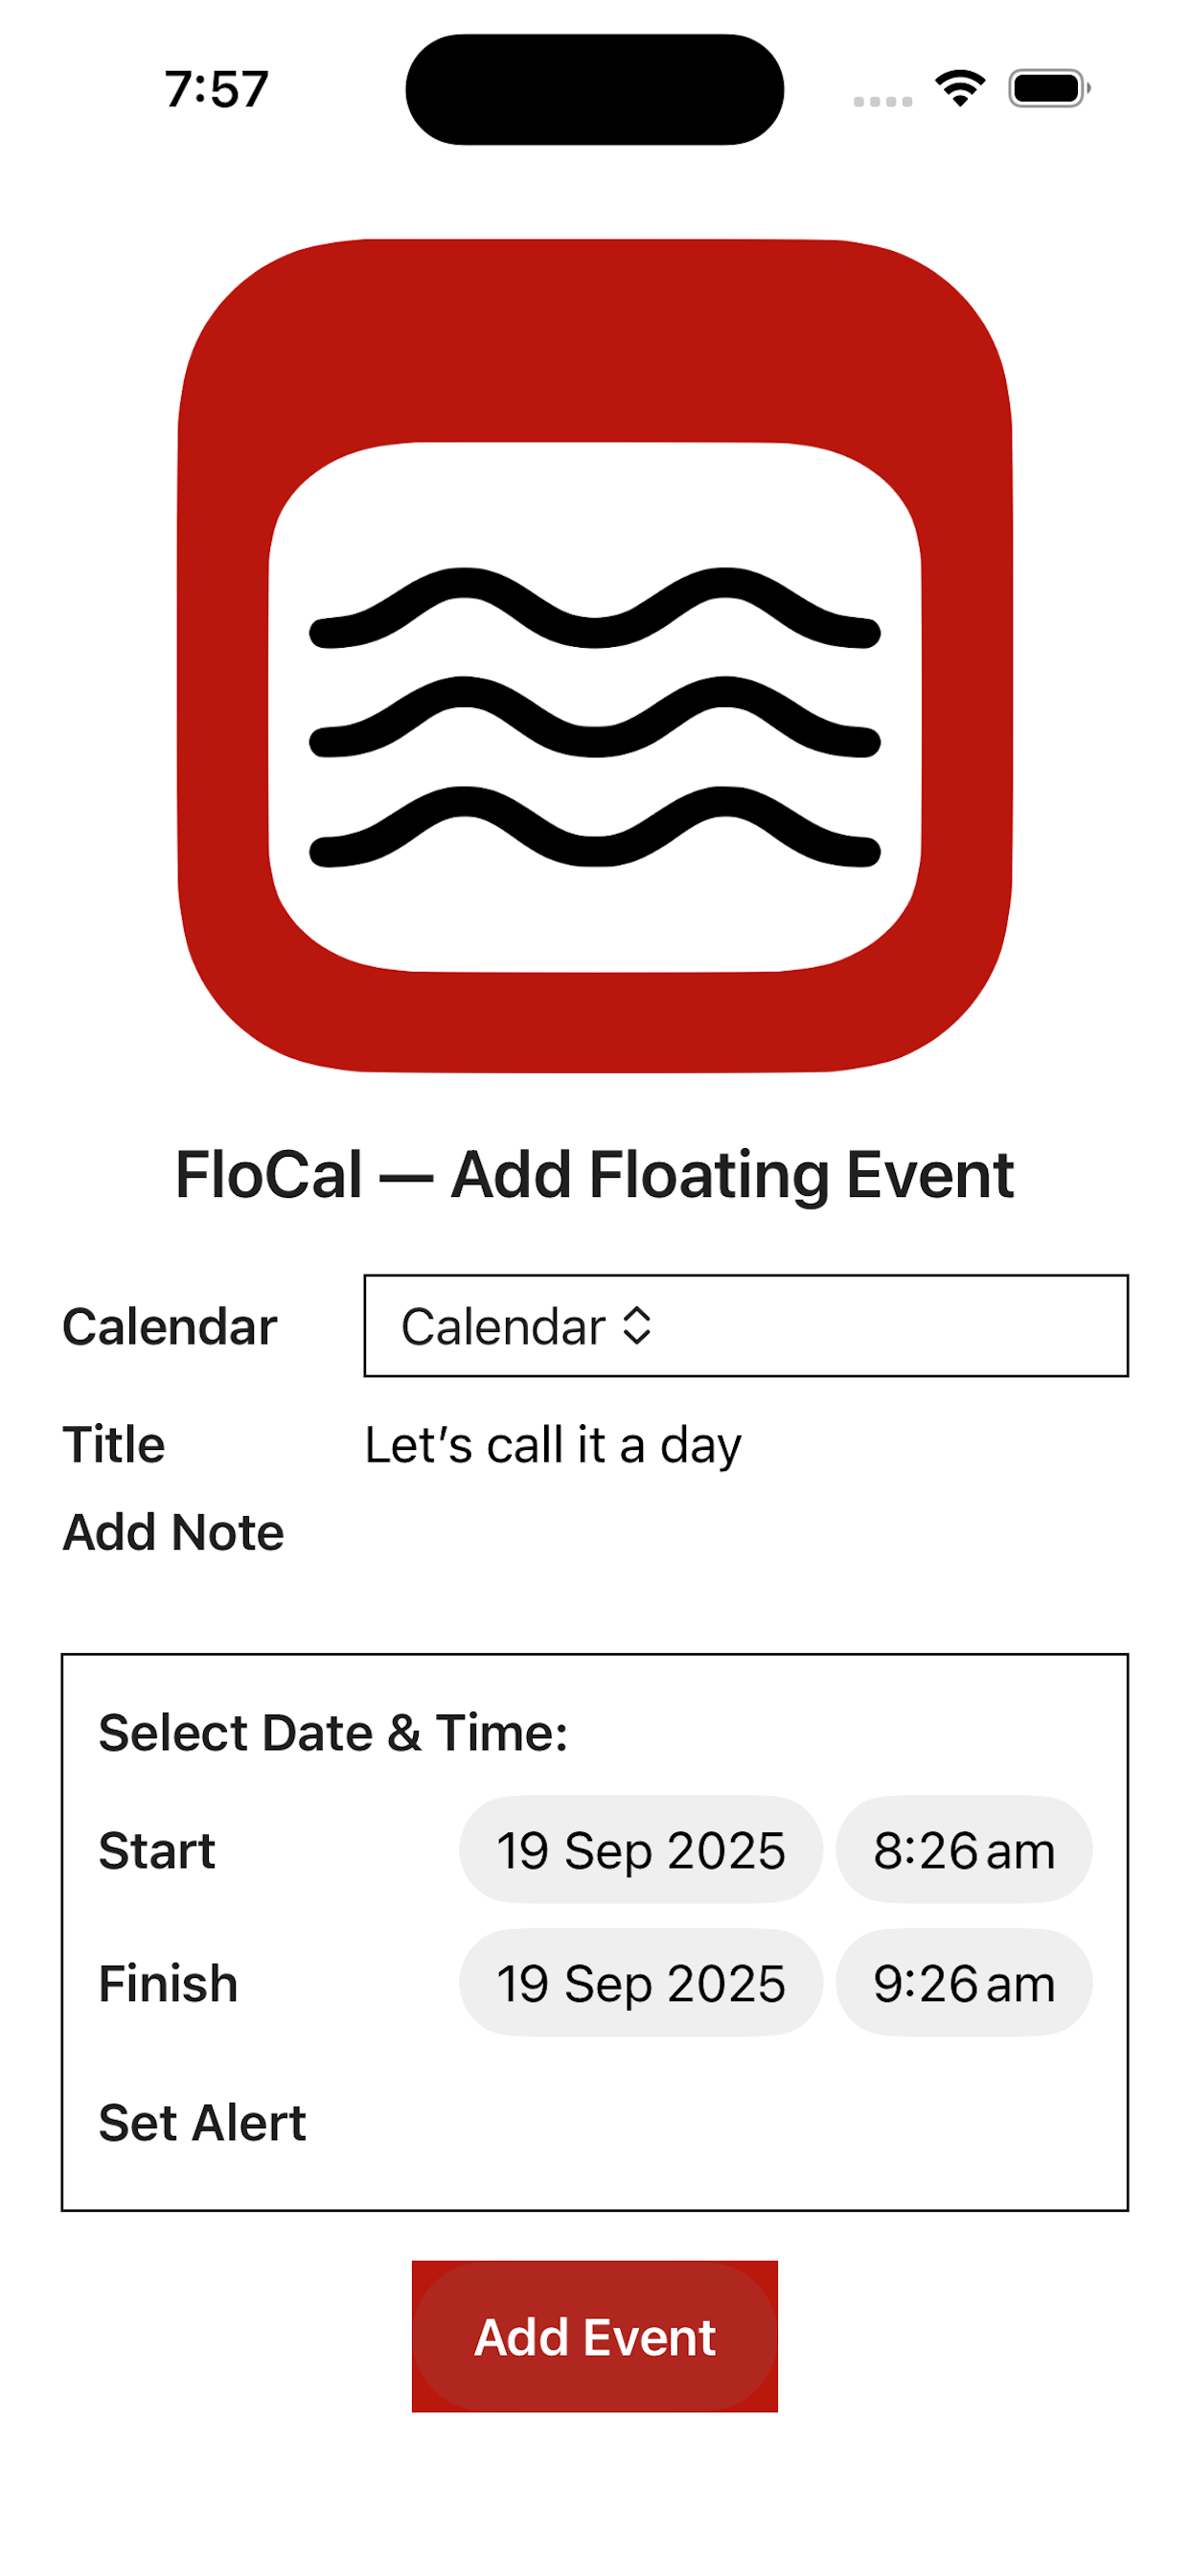 7:57
FloCal — Add Floating Event
Calendar Calendar
Title Let’s call it a day
Add Note
Select Date & Time:
Start 19 Sep 2025 8:26 am
Finish 19 Sep 2025 9:26 am
Set Alert
Add Event